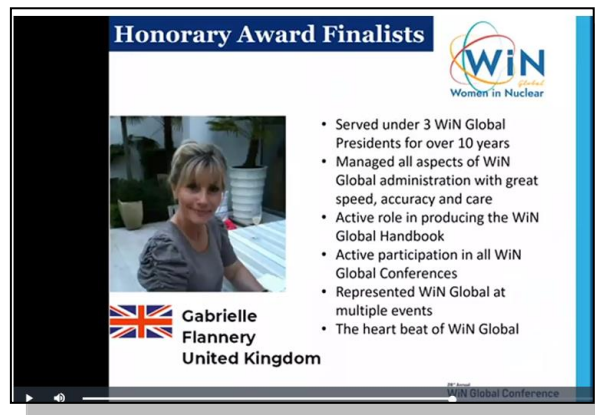 Honorary Award Finalists
WiN
Global
Women in Nuclear
• Served under 3 WiN Global
Presidents for over 10 years
• Managed all aspects of WiN
Global administration with great
speed, accuracy and care
• Active role in producing the WiN
Global Handbook
• Active participation in all WiN
Global Conferences
• Represented WiN Global at
multiple events
• The heart beat of WiN Global
Gabrielle
Flannery
United Kingdom
Annual
WiN Global Conference